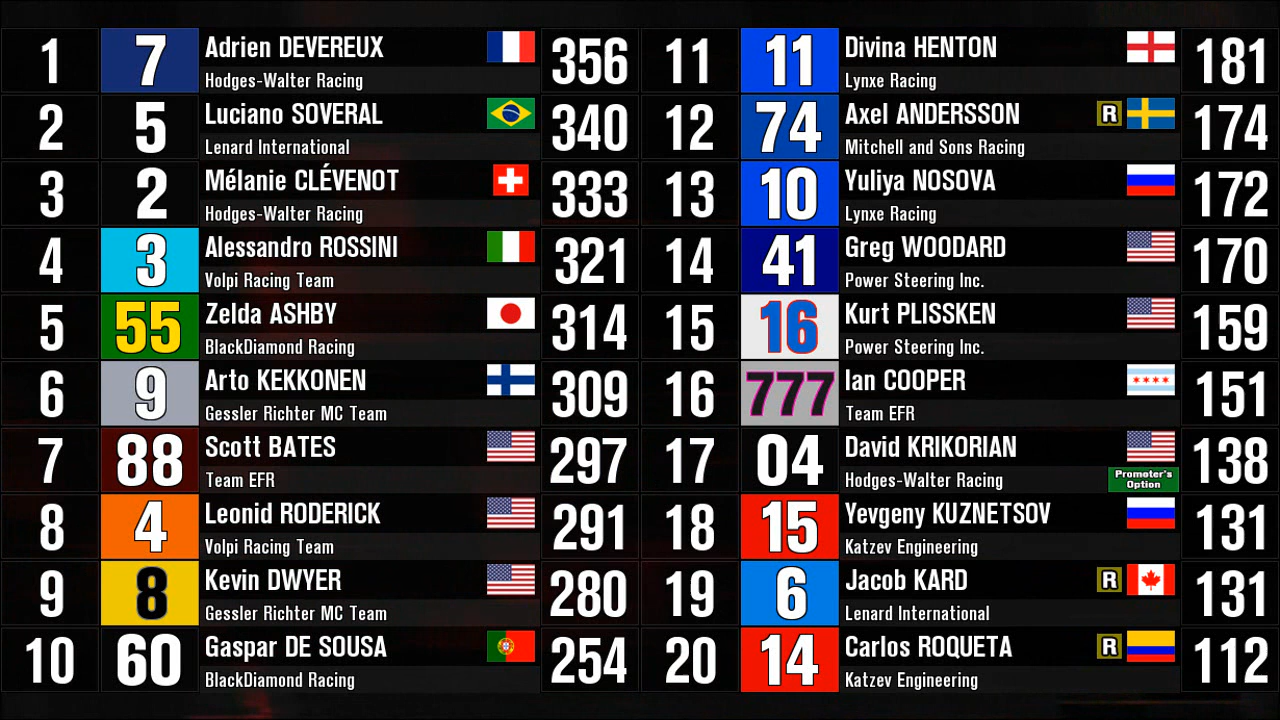 1 7 Adrien DEVEREUX 356
Hodges-Walter Racing
2 5 Luciano SOVERAL 340
Lenard International
3 2 Mélanie CLÉVENOT 333
Hodges-Walter Racing
4 3 Alessandro ROSSINI 321
Volpi Racing Team
5 55 Zelda ASHBY 314
BlackDiamond Racing
6 9 Arto KEKKONEN 309
Gessler Richter MC Team
7 88 Scott BATES 297
Team EFR
8 4 Leonid RODERICK 291
Volpi Racing Team
9 8 Kevin DWYER 280
Gessler Richter MC Team
10 60 Gaspar DE SOUSA 254
BlackDiamond Racing
11 11 Divina HENTON 181
Lynxe Racing
12 74 Axel ANDERSSON R 174
Mitchell and Sons Racing
13 10 Yuliya NOSOVA 172
Lynxe Racing
14 41 Greg WOODARD 170
Power Steering Inc.
15 16 Kurt PLISSKEN 159
Power Steering Inc.
16 777 Ian COOPER 151
Team EFR
17 04 David KRIKORIAN 138
Hodges-Walter Racing
Promoter's
Option
18 15 Yevgeny KUZNETSOV 131
Katzev Engineering
19 6 Jacob KARD R 131
Lenard International
20 14 Carlos ROQUETA R 112
Katzev Engineering